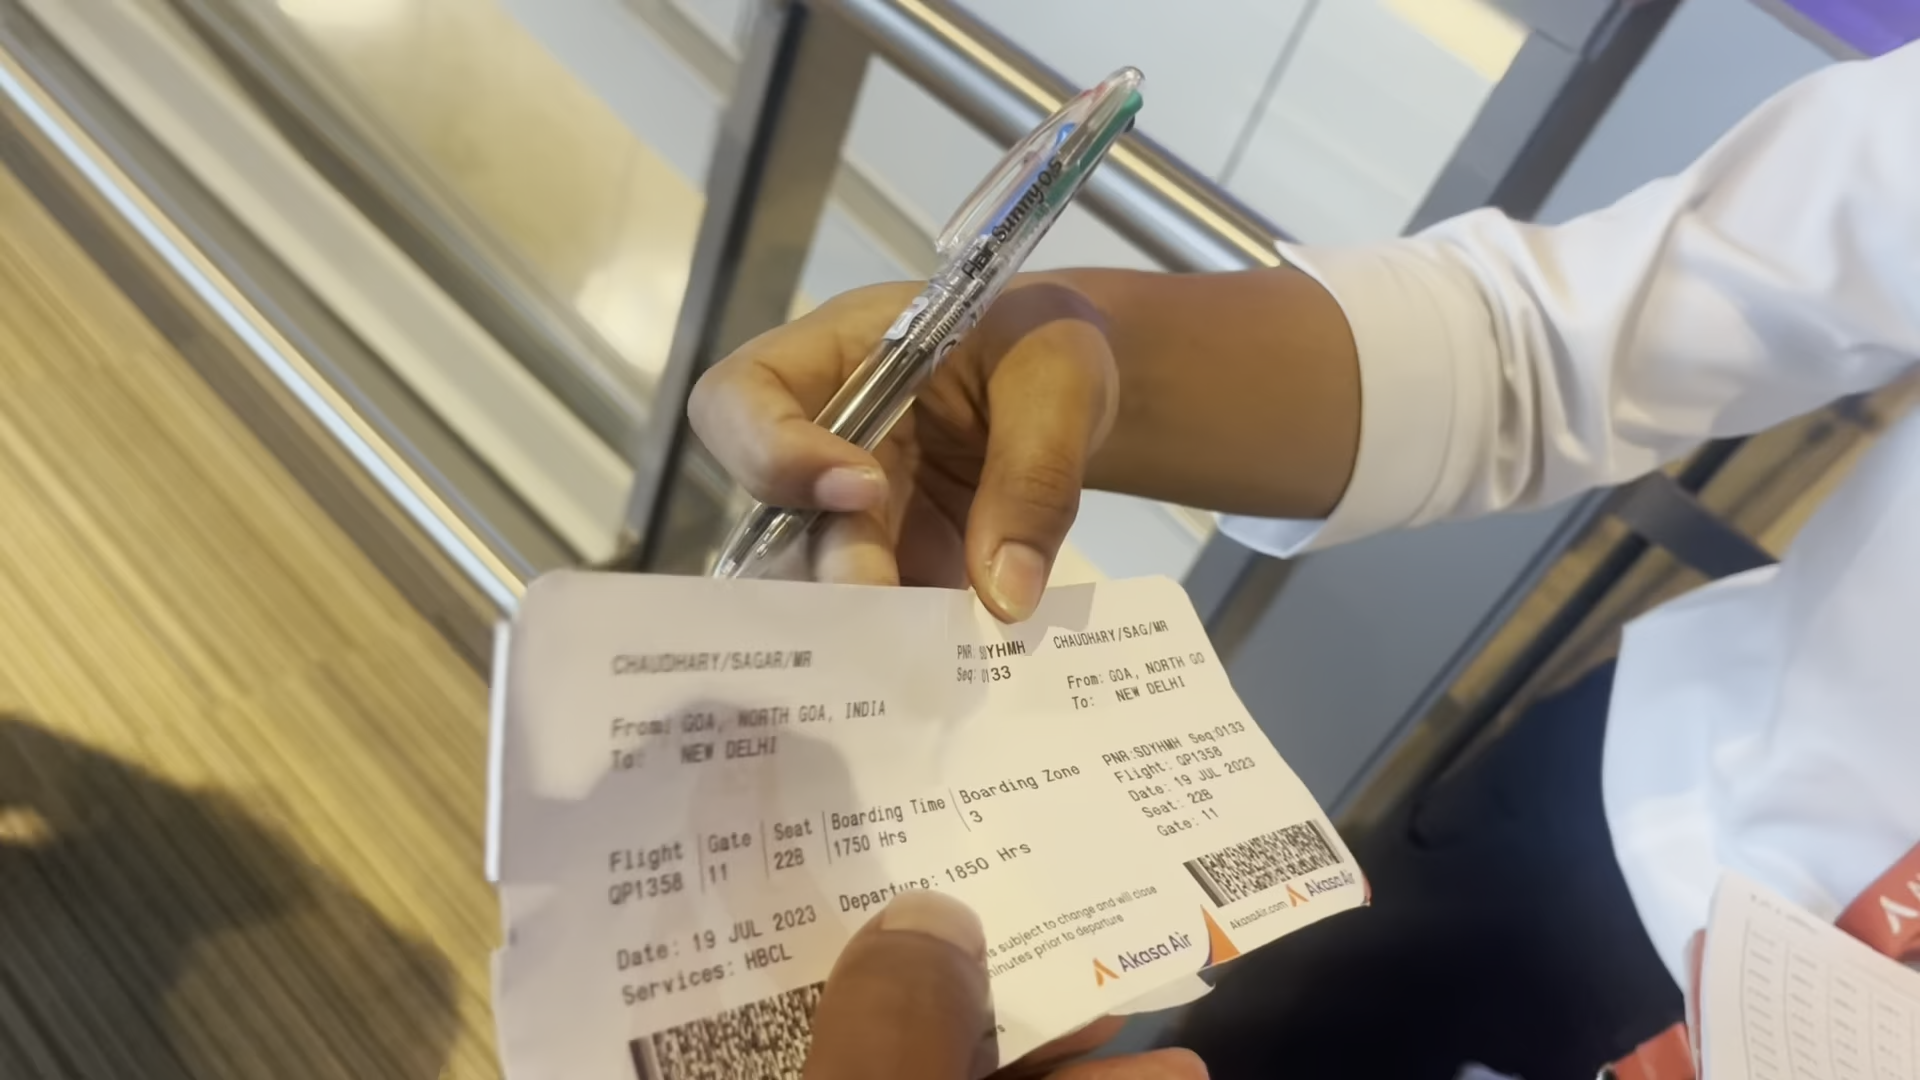 Flair Sunny 0.5
CHAUDHARY/SAGAR/MR
From: GOA, NORTH GOA, INDIA
To: NEW DELHI
PNR: SDYHMH
Seq: 0133
Flight Gate Seat Boarding Time Boarding Zone
QP1358 11 22B 1750 Hrs 3
Departure: 1850 Hrs
Date: 19 JUL 2023
Services: HBCL
is subject to change and will close
minutes prior to departure
Akasa Air
CHAUDHARY/SAG/MR
From: GOA, NORTH GO
To: NEW DELHI
PNR:SDYHMH Seq:0133
Flight: QP1358
Date: 19 JUL 2023
Seat: 22B
Gate: 11
AkasaAir.com
Akasa Air